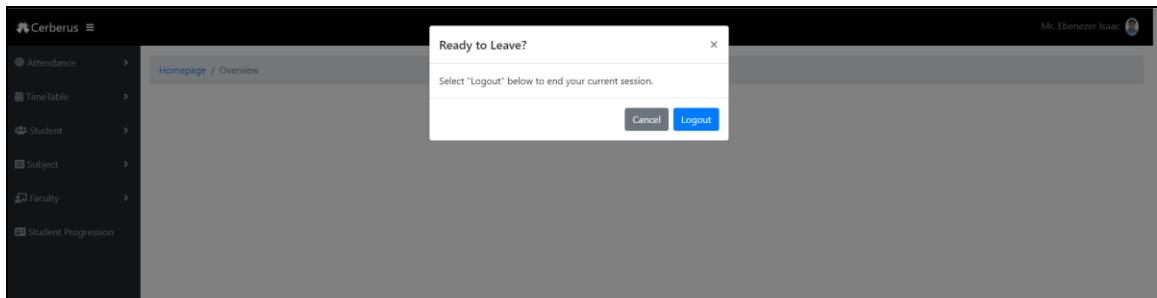 Cerberus
Mr. Ebenezer Isaac
Ready to Leave?
×
Select "Logout" below to end your current session.
Cancel Logout
Homepage / Overview
Attendance
TimeTable
Student
Subject
Faculty
Student Progression